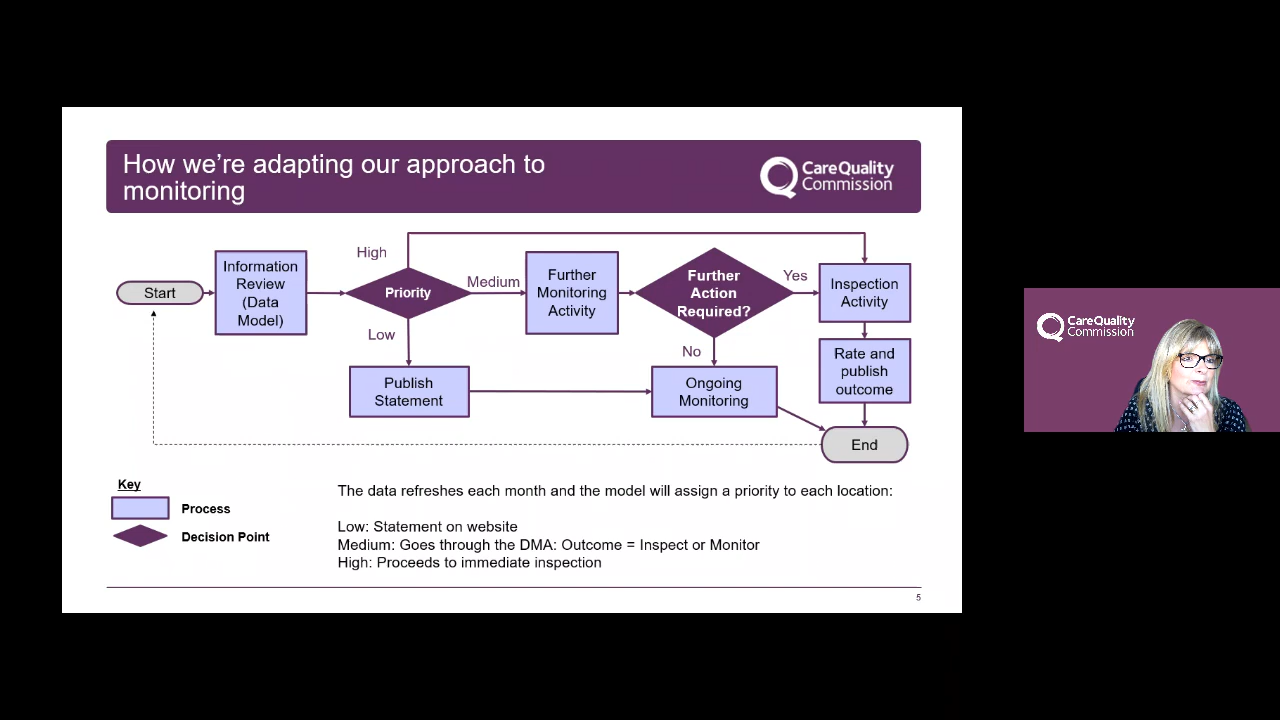 How we're adapting our approach to
monitoring
CareQuality
Commission
High
Information
Review
(Data
Model)
Start
Priority
Medium
Further
Monitoring
Activity
Further
Action
Required?
Yes
Inspection
Activity
Low
No
Publish
Statement
Ongoing
Monitoring
Rate and
publish
outcome
End
Key
Process
Decision Point
The data refreshes each month and the model will assign a priority to each location:
Low: Statement on website
Medium: Goes through the DMA: Outcome = Inspect or Monitor
High: Proceeds to immediate inspection
5
CareQuality
Commission